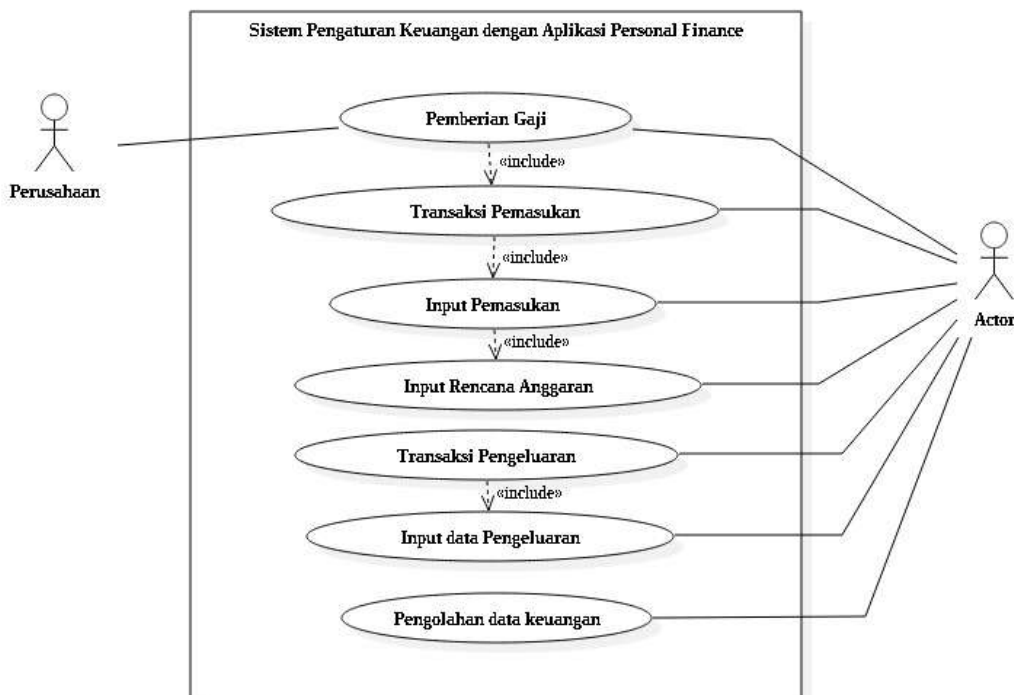 Sistem Pengaturan Keuangan dengan Aplikasi Personal Finance
Pemberian Gaji
«include»
Perusahaan
Transaksi Pemasukan
«include»
Input Pemasukan
Actor
«include»
Input Rencana Anggaran
Transaksi Pengeluaran
«include»
Input data Pengeluaran
Pengolahan data keuangan